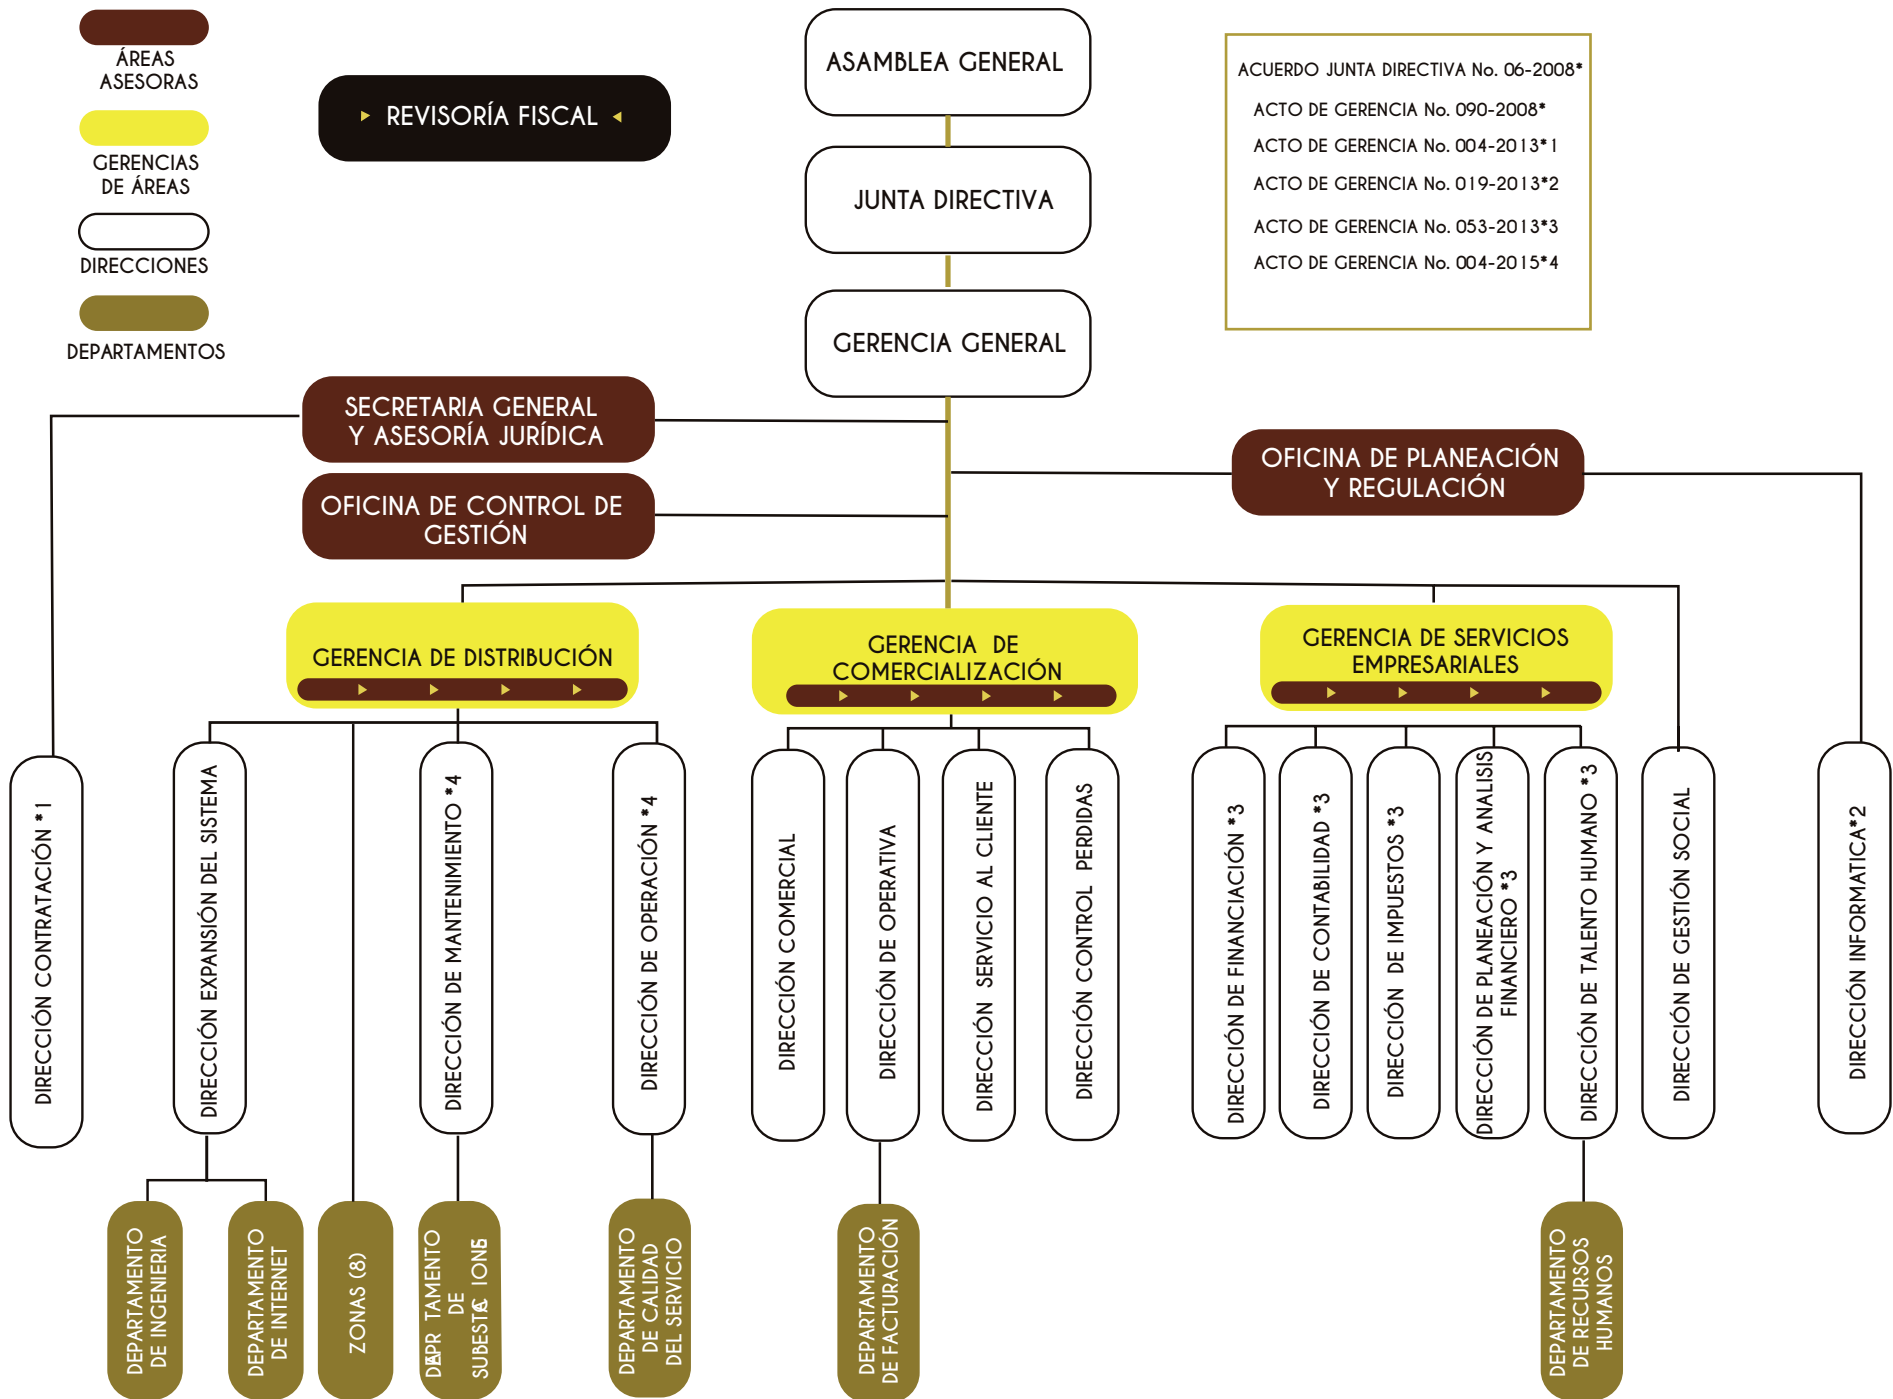 ÁREAS
ASESORAS
GERENCIAS
DE ÁREAS
DIRECCIONES
DEPARTAMENTOS
REVISORÍA FISCAL
ASAMBLEA GENERAL
JUNTA DIRECTIVA
GERENCIA GENERAL
ACUERDO JUNTA DIRECTIVA No. 06-2008*
ACTO DE GERENCIA No. 090-2008*
ACTO DE GERENCIA No. 004-2013*1
ACTO DE GERENCIA No. 019-2013*2
ACTO DE GERENCIA No. 053-2013*3
ACTO DE GERENCIA No. 004-2015*4
SECRETARIA GENERAL
Y ASESORÍA JURÍDICA
OFICINA DE CONTROL DE
GESTIÓN
OFICINA DE PLANEACIÓN
Y REGULACIÓN
GERENCIA DE DISTRIBUCIÓN
GERENCIA DE
COMERCIALIZACIÓN
GERENCIA DE SERVICIOS
EMPRESARIALES
DIRECCIÓN CONTRATACIÓN *1
DIRECCIÓN EXPANSIÓN DEL SISTEMA
DIRECCIÓN DE MANTENIMIENTO *4
DIRECCIÓN DE OPERACIÓN *4
DIRECCIÓN COMERCIAL
DIRECCIÓN DE OPERATIVA
DIRECCIÓN SERVICIO AL CLIENTE
DIRECCIÓN CONTROL PERDIDAS
DIRECCIÓN DE FINANCIACIÓN *3
DIRECCIÓN DE CONTABILIDAD *3
DIRECCIÓN DE IMPUESTOS *3
DIRECCIÓN DE PLANEACIÓN Y ANALISIS
FINANCIERO *3
DIRECCIÓN DE TALENTO HUMANO *3
DIRECCIÓN DE GESTIÓN SOCIAL
DIRECCIÓN INFORMATICA*2
DEPARTAMENTO
DE INGENIERIA
DEPARTAMENTO
DE INTERNET
ZONAS (8)
DEPARTAMENTO
DE
SUBESTACIONES
DEPARTAMENTO
DE CALIDAD
DEL SERVICIO
DEPARTAMENTO
DE FACTURACIÓN
DEPARTAMENTO
DE RECURSOS
HUMANOS